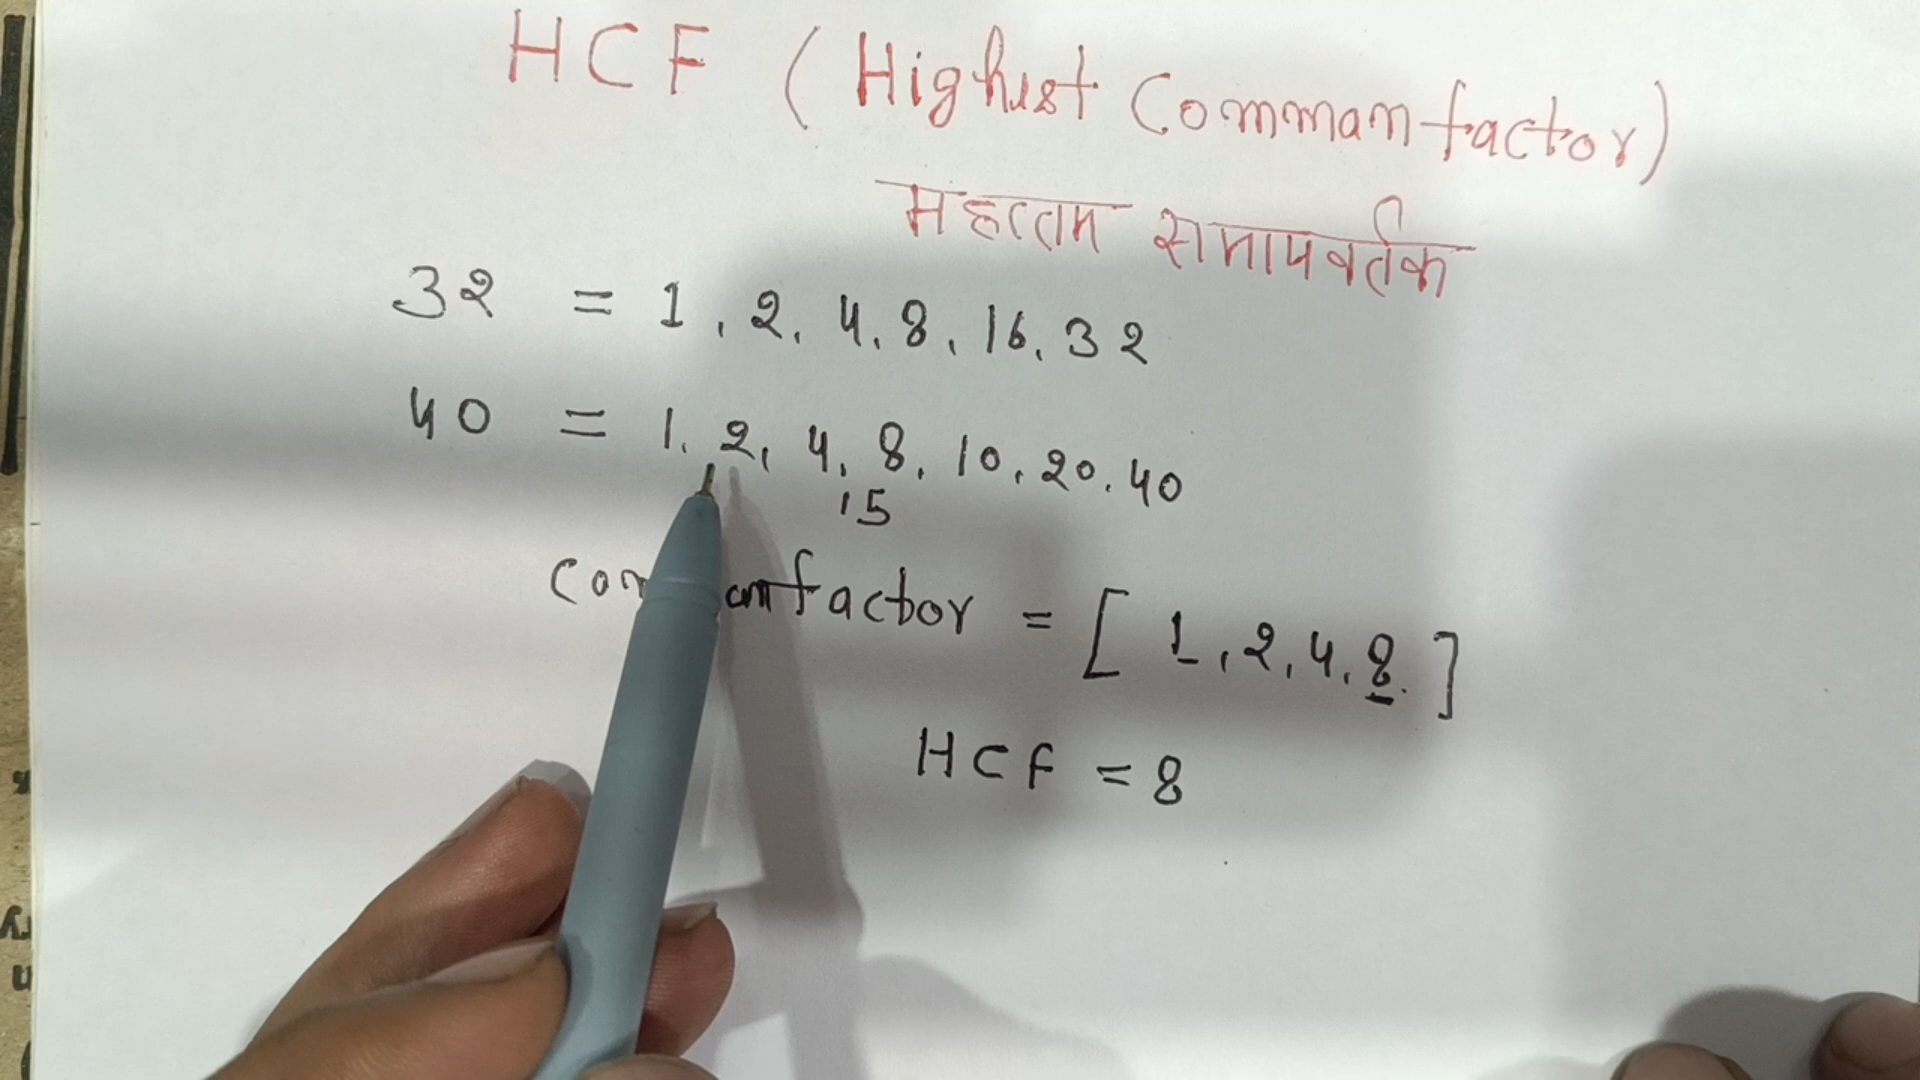 HCF (Highest Comman factor)
महत्तम समापवर्तक
32 = 1, 2, 4, 8, 16, 32
40 = 1, 2, 4, 8, 10, 20, 40
, 5
factor = [1, 2, 4, 8.]
HCF = 8